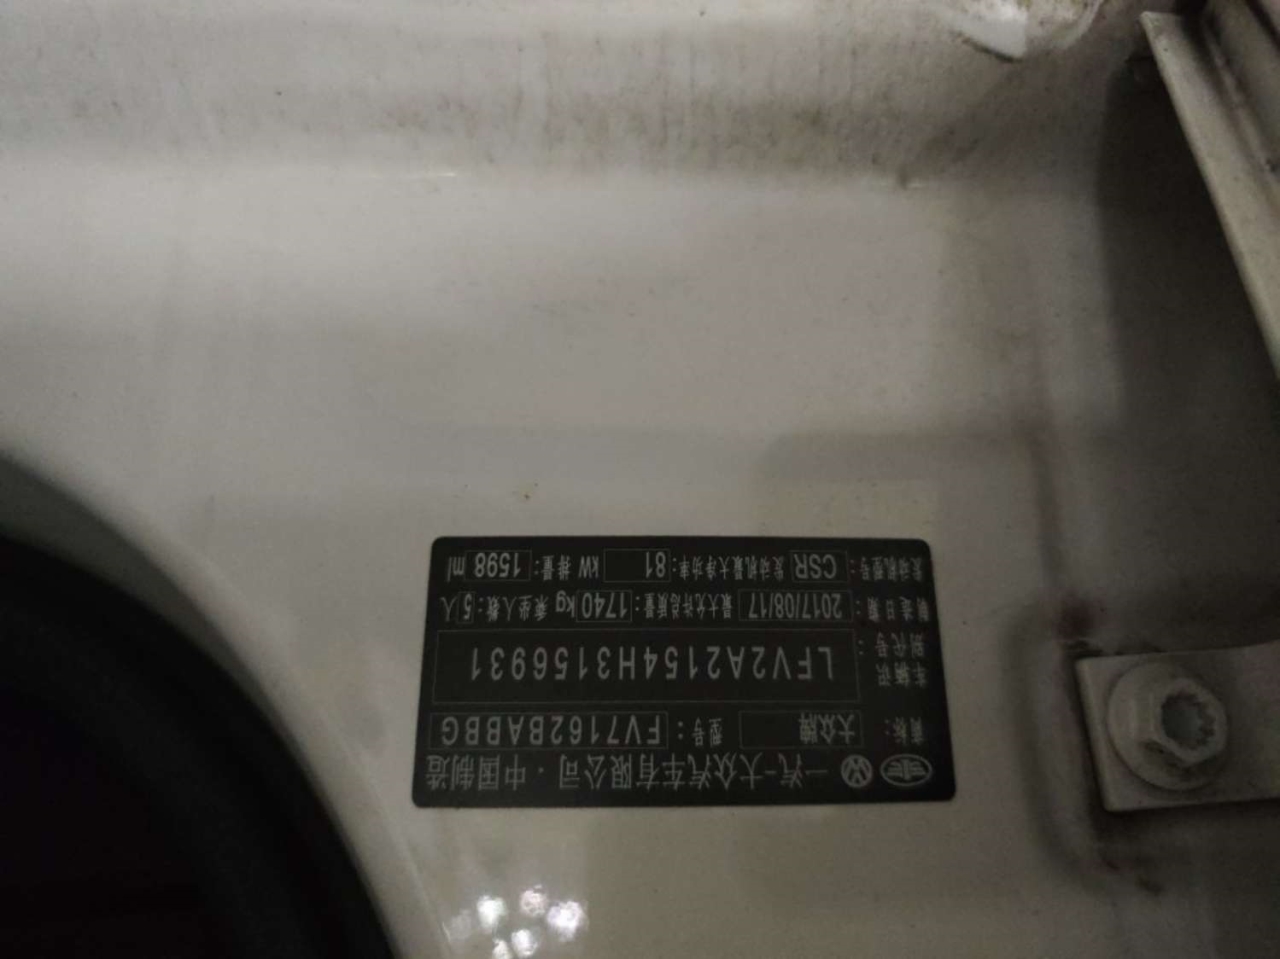 一汽-大众汽车有限公司·中国制造
商标：大众牌 型号：FV7162BABBG
车辆识别代号：LFV2A2154H3156931
制造日期：2017/08/17 最大允许总质量：1740kg 乘坐人数：5人
发动机型号：CSR 发动机最大净功率：81 kW 排量：1598 ml